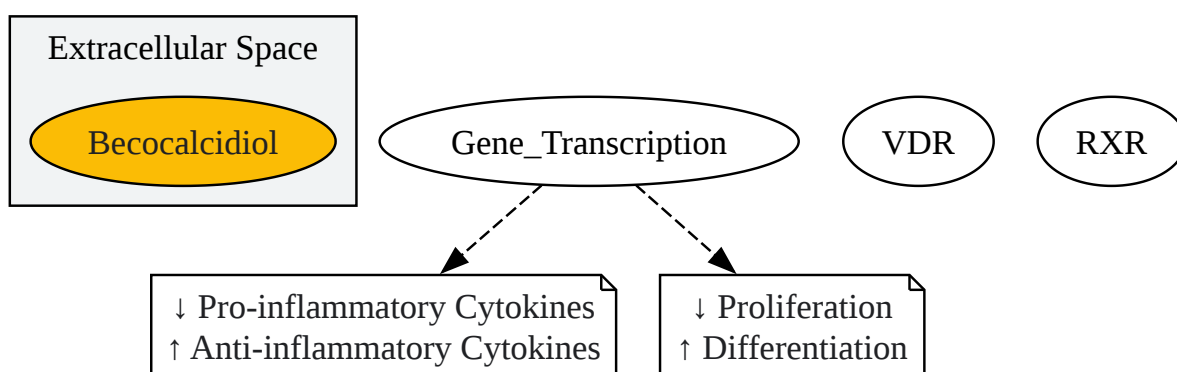 Extracellular Space
Becocalcidiol
Gene_Transcription
VDR
RXR
↓ Pro-inflammatory Cytokines
↑ Anti-inflammatory Cytokines
↓ Proliferation
↑ Differentiation